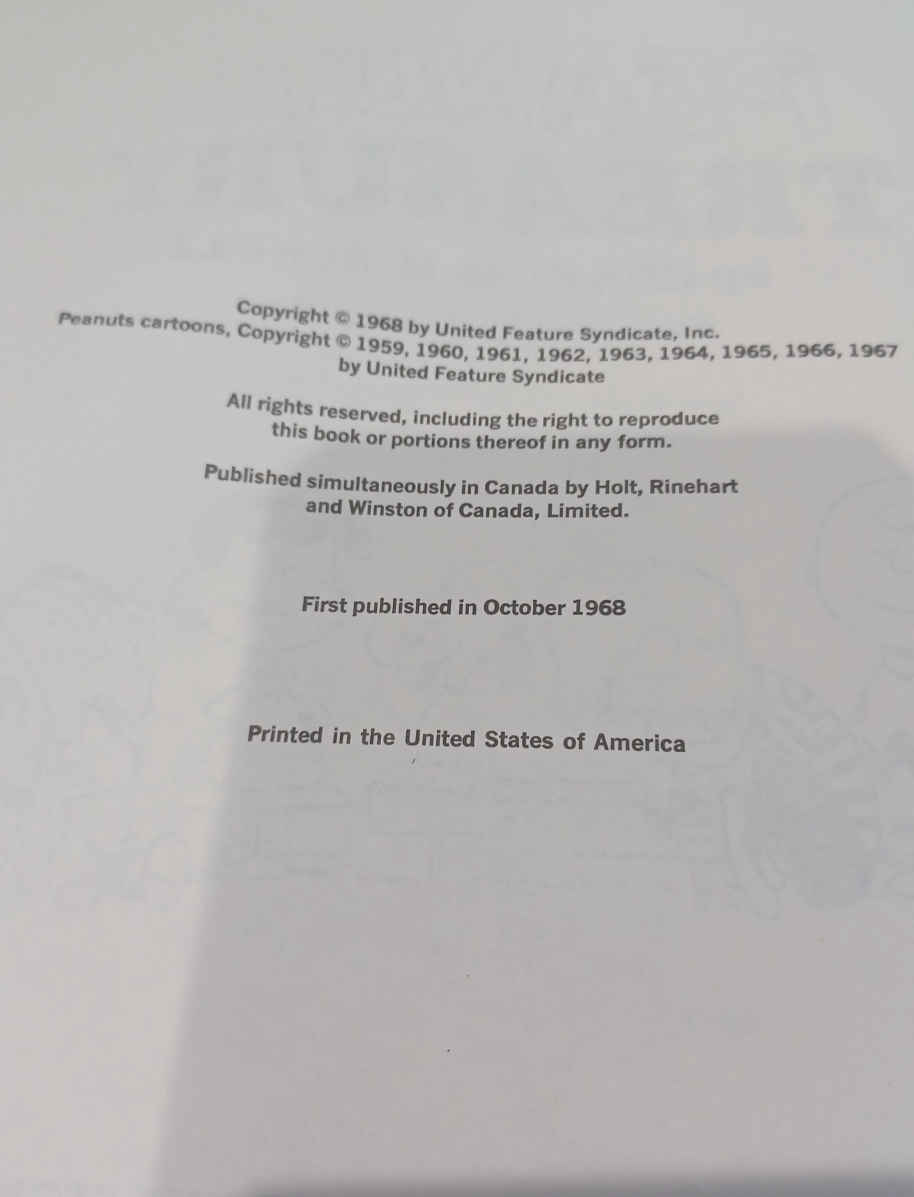 Copyright © 1968 by United Feature Syndicate, Inc.
Peanuts cartoons, Copyright © 1959, 1960, 1961, 1962, 1963, 1964, 1965, 1966, 1967
by United Feature Syndicate
All rights reserved, including the right to reproduce
this book or portions thereof in any form.
Published simultaneously in Canada by Holt, Rinehart
and Winston of Canada, Limited.
First published in October 1968
Printed in the United States of America